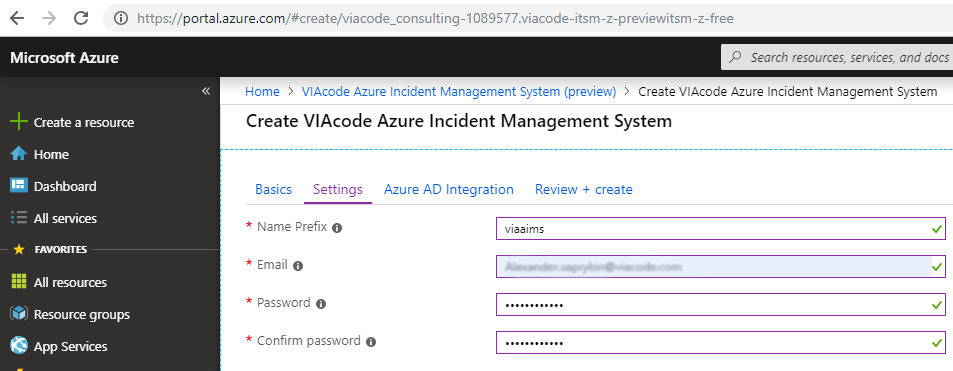 https://portal.azure.com/#create/viacode_consulting-1089577.viacode-itsm-z-previewitsm-z-free
Microsoft Azure
Search resources, services, and docs
Create a resource
Home
Dashboard
All services
FAVORITES
All resources
Resource groups
App Services
Home > VIAcode Azure Incident Management System (preview) > Create VIAcode Azure Incident Management System
Create VIAcode Azure Incident Management System
Basics Settings Azure AD Integration Review + create
* Name Prefix viaaims
* Email
* Password ••••••••••••
* Confirm password ••••••••••••